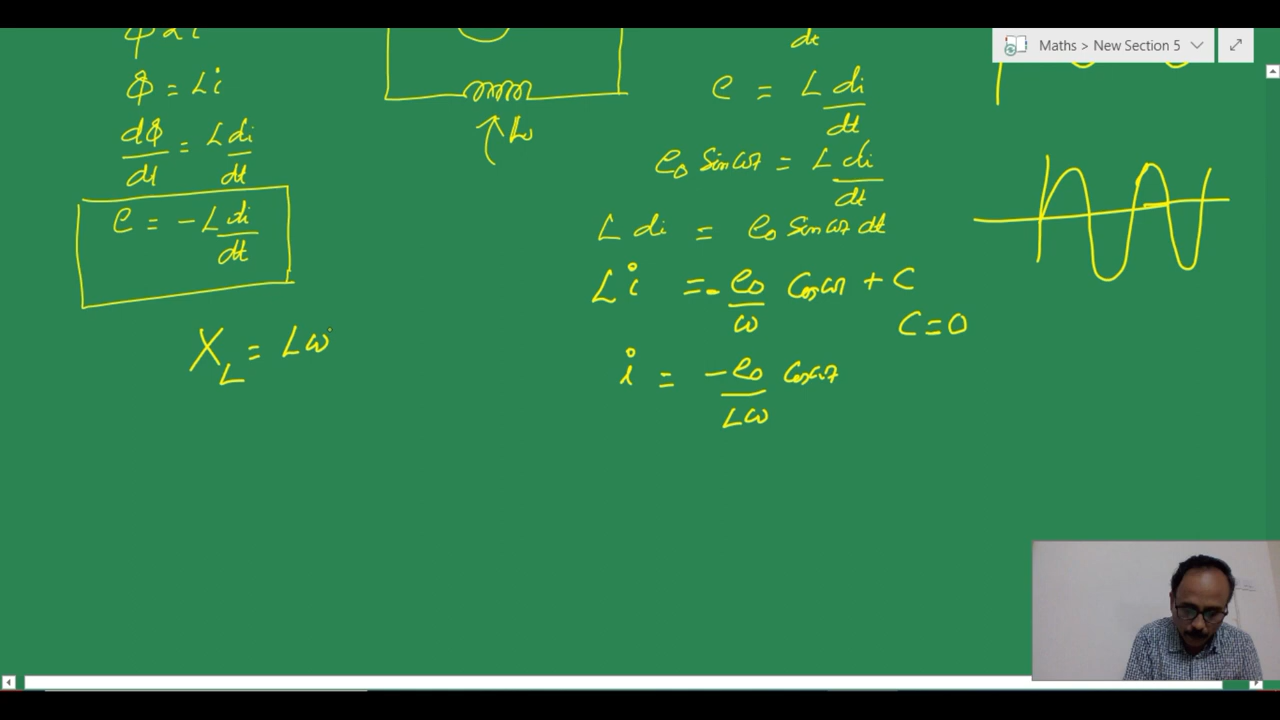 Maths > New Section 5
φ ∝ i
dt
φ = Li
dφ/dt = L di/dt
e = -L di/dt
X_L = Lω
L
e = L di/dt
e₀ sin ωt = L di/dt
L di = e₀ sin ωt dt
L i = - e₀/ω cos ωt + C
C = 0
i = -e₀/Lω cos ωt